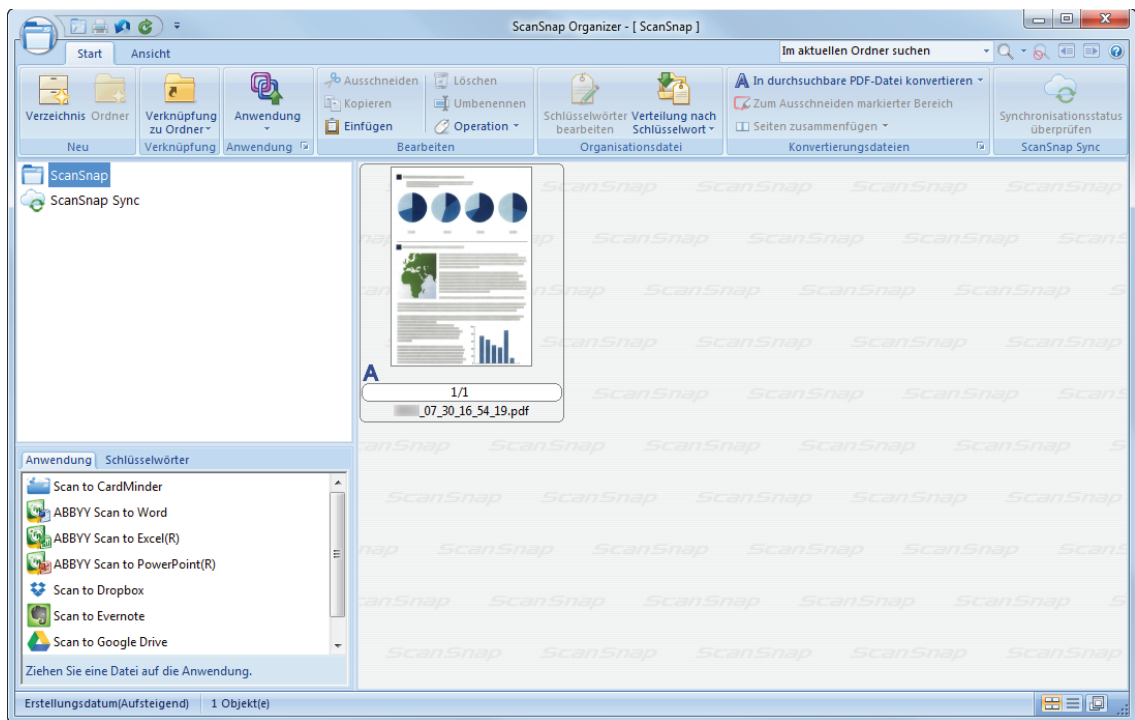 ScanSnap Organizer - [ ScanSnap ]
Start Ansicht
Im aktuellen Ordner suchen
Verzeichnis Ordner
Neu
Verknüpfung
zu Ordner
Verknüpfung
Anwendung
Anwendung
Ausschneiden
Kopieren
Einfügen
Löschen
Umbenennen
Operation
Bearbeiten
Schlüsselwörter
bearbeiten
Verteilung nach
Schlüsselwort
Organisationsdatei
In durchsuchbare PDF-Datei konvertieren
Zum Ausschneiden markierter Bereich
Seiten zusammenfügen
Konvertierungsdateien
Synchronisationsstatus
überprüfen
ScanSnap Sync
ScanSnap
ScanSnap Sync
A
1/1
_07_30_16_54_19.pdf
Anwendung Schlüsselwörter
Scan to CardMinder
ABBYY Scan to Word
ABBYY Scan to Excel(R)
ABBYY Scan to PowerPoint(R)
Scan to Dropbox
Scan to Evernote
Scan to Google Drive
Ziehen Sie eine Datei auf die Anwendung.
Erstellungsdatum(Aufsteigend) 1 Objekt(e)